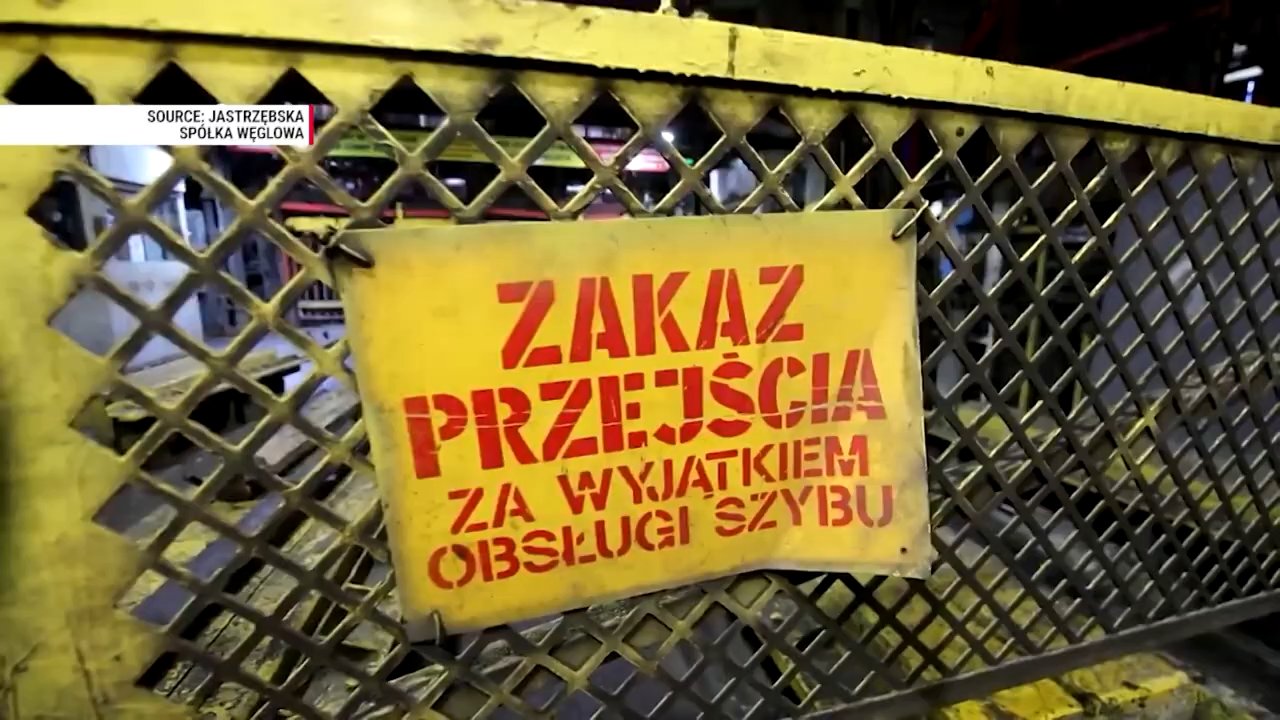 SOURCE: JASTRZĘBSKA
SPÓŁKA WĘGLOWA
ZAKAZ
PRZEJŚCIA
ZA WYJĄTKIEM
OBSŁUGI SZYBU